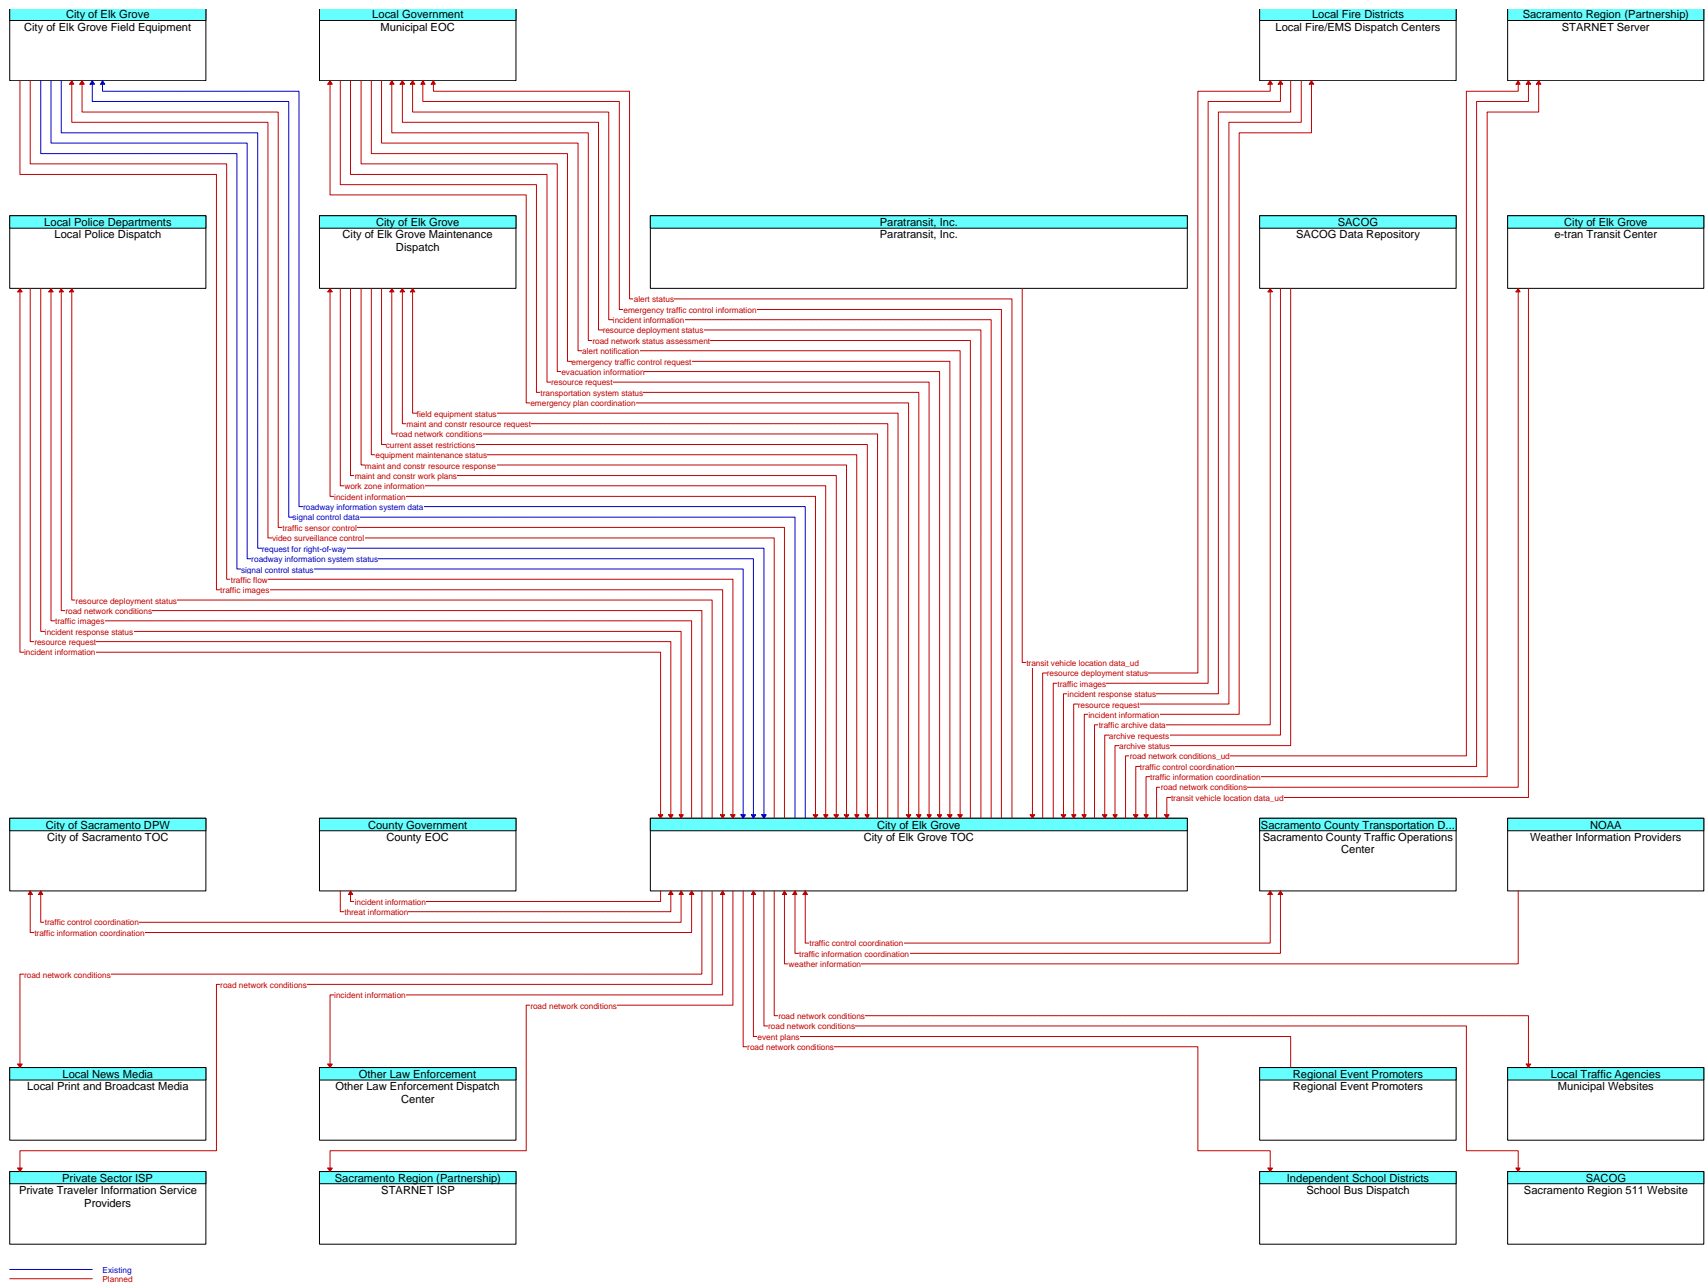 City of Elk Grove
City of Elk Grove Field Equipment
Local Government
Municipal EOC
Local Fire Districts
Local Fire/EMS Dispatch Centers
Sacramento Region (Partnership)
STARNET Server
Local Police Departments
Local Police Dispatch
City of Elk Grove
City of Elk Grove Maintenance
Dispatch
Paratransit, Inc.
Paratransit, Inc.
SACOG
SACOG Data Repository
City of Elk Grove
e-tran Transit Center
alert status
emergency traffic control information
incident information
resource deployment status
road network status assessment
alert notification
emergency traffic control request
evacuation information
resource request
transportation system status
emergency plan coordination
field equipment status
maint and constr resource request
road network conditions
current asset restrictions
equipment maintenance status
maint and constr resource response
maint and constr work plans
work zone information
incident information
roadway information system data
signal control data
traffic sensor control
video surveillance control
request for right-of-way
roadway information system status
signal control status
traffic flow
traffic images
resource deployment status
road network conditions
traffic images
incident response status
resource request
incident information
transit vehicle location data_ud
resource deployment status
traffic images
incident response status
resource request
incident information
traffic archive data
archive requests
archive status
road network conditions_ud
traffic control coordination
traffic information coordination
road network conditions
transit vehicle location data_ud
City of Sacramento DPW
City of Sacramento TOC
County Government
County EOC
City of Elk Grove
City of Elk Grove TOC
Sacramento County Transportation D...
Sacramento County Traffic Operations
Center
NOAA
Weather Information Providers
incident information
threat information
traffic control coordination
traffic information coordination
traffic control coordination
traffic information coordination
weather information
road network conditions
road network conditions
incident information
road network conditions
road network conditions
road network conditions
event plans
road network conditions
Local News Media
Local Print and Broadcast Media
Other Law Enforcement
Other Law Enforcement Dispatch
Center
Regional Event Promoters
Regional Event Promoters
Local Traffic Agencies
Municipal Websites
Private Sector ISP
Private Traveler Information Service
Providers
Sacramento Region (Partnership)
STARNET ISP
Independent School Districts
School Bus Dispatch
SACOG
Sacramento Region 511 Website
Existing
Planned